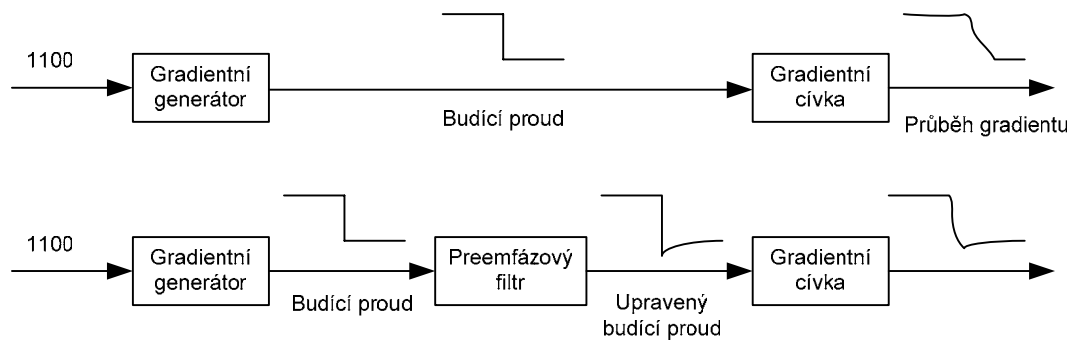 1100
Gradientní
generátor
Budící proud
Gradientní
cívka
Průběh gradientu
1100
Gradientní
generátor
Budící proud
Preemfázový
filtr
Upravený
budící proud
Gradientní
cívka